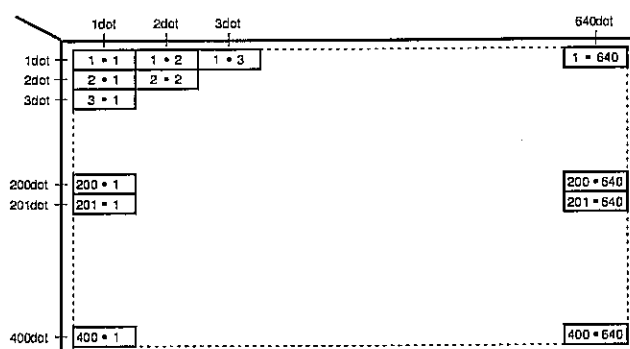 1dot 2dot 3dot 640dot
1dot 1 • 1 1 • 2 1 • 3 1 • 640
2dot 2 • 1 2 • 2
3dot 3 • 1
200dot 200 • 1 200 • 640
201dot 201 • 1 201 • 640
400dot 400 • 1 400 • 640